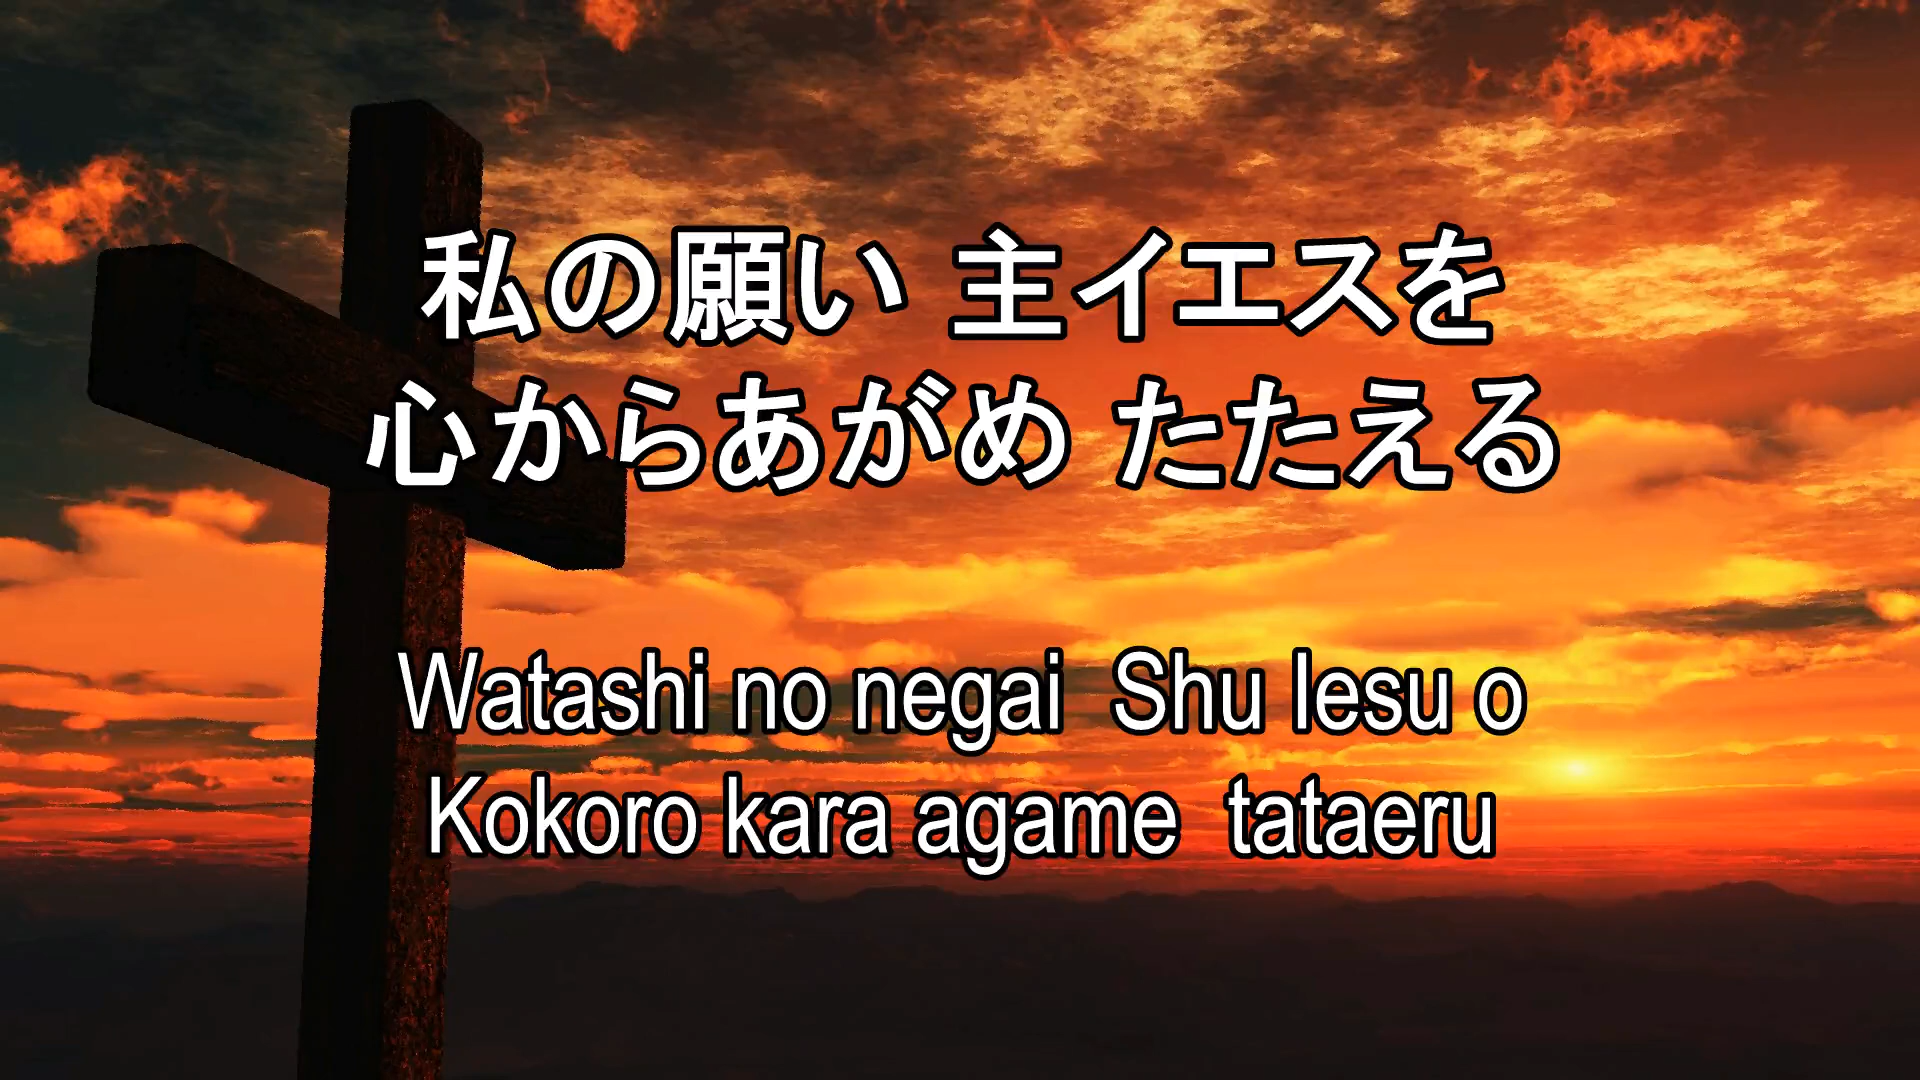 私の願い 主イエスを
心からあがめ たたえる
Watashi no negai  Shu Iesu o
Kokoro kara agame  tataeru